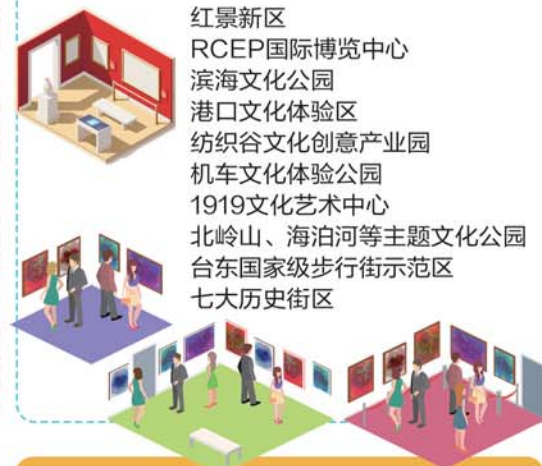 红景新区
RCEP国际博览中心
滨海文化公园
港口文化体验区
纺织谷文化创意产业园
机车文化体验公园
1919文化艺术中心
北岭山、海泊河等主题文化公园
台东国家级步行街示范区
七大历史街区